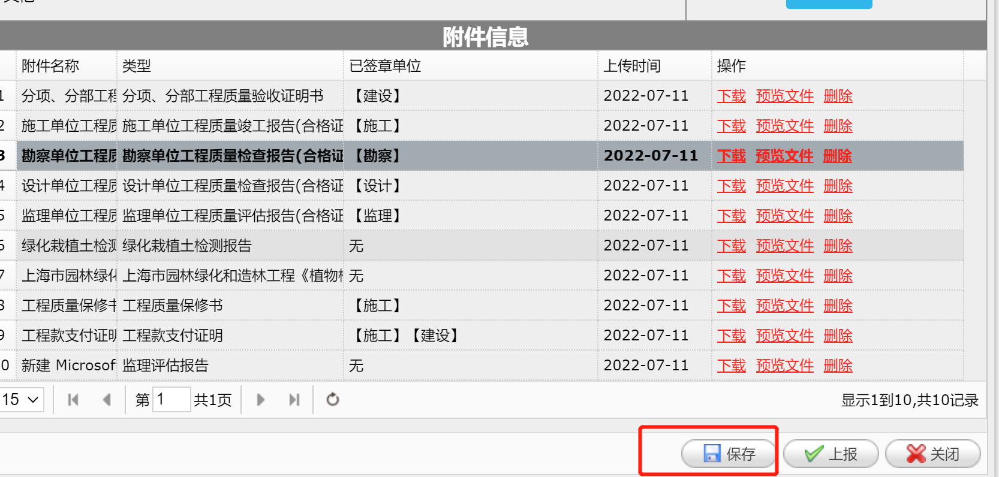 附件信息
附件名称 类型 已签章单位 上传时间 操作
1 分项、分部工程 分项、分部工程质量验收证明书 【建设】 2022-07-11 下载 预览文件 删除
2 施工单位工程质 施工单位工程质量竣工报告(合格证 【施工】 2022-07-11 下载 预览文件 删除
3 勘察单位工程质 勘察单位工程质量检查报告(合格证 【勘察】 2022-07-11 下载 预览文件 删除
4 设计单位工程质 设计单位工程质量检查报告(合格证 【设计】 2022-07-11 下载 预览文件 删除
5 监理单位工程质 监理单位工程质量评估报告(合格证 【监理】 2022-07-11 下载 预览文件 删除
6 绿化栽植土检测 绿化栽植土检测报告 无 2022-07-11 下载 预览文件 删除
7 上海市园林绿化 上海市园林绿化和造林工程《植物 无 2022-07-11 下载 预览文件 删除
8 工程质量保修书 工程质量保修书 【施工】 2022-07-11 下载 预览文件 删除
9 工程款支付证明 工程款支付证明 【施工】【建设】 2022-07-11 下载 预览文件 删除
0 新建 Microsof 监理评估报告 无 2022-07-11 下载 预览文件 删除
15 第 1 共1页 显示1到10,共10记录
保存 上报 关闭